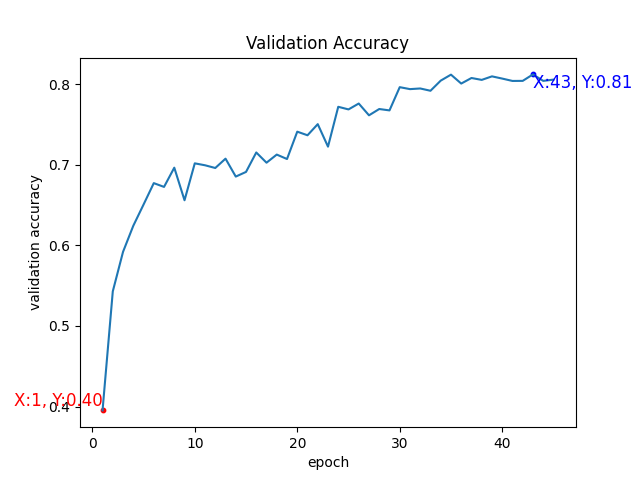 Validation Accuracy
validation accuracy
0.8
0.7
0.6
0.5
0.4
X:43, Y:0.81
X:1, Y:0.40
0
10
20
30
40
epoch